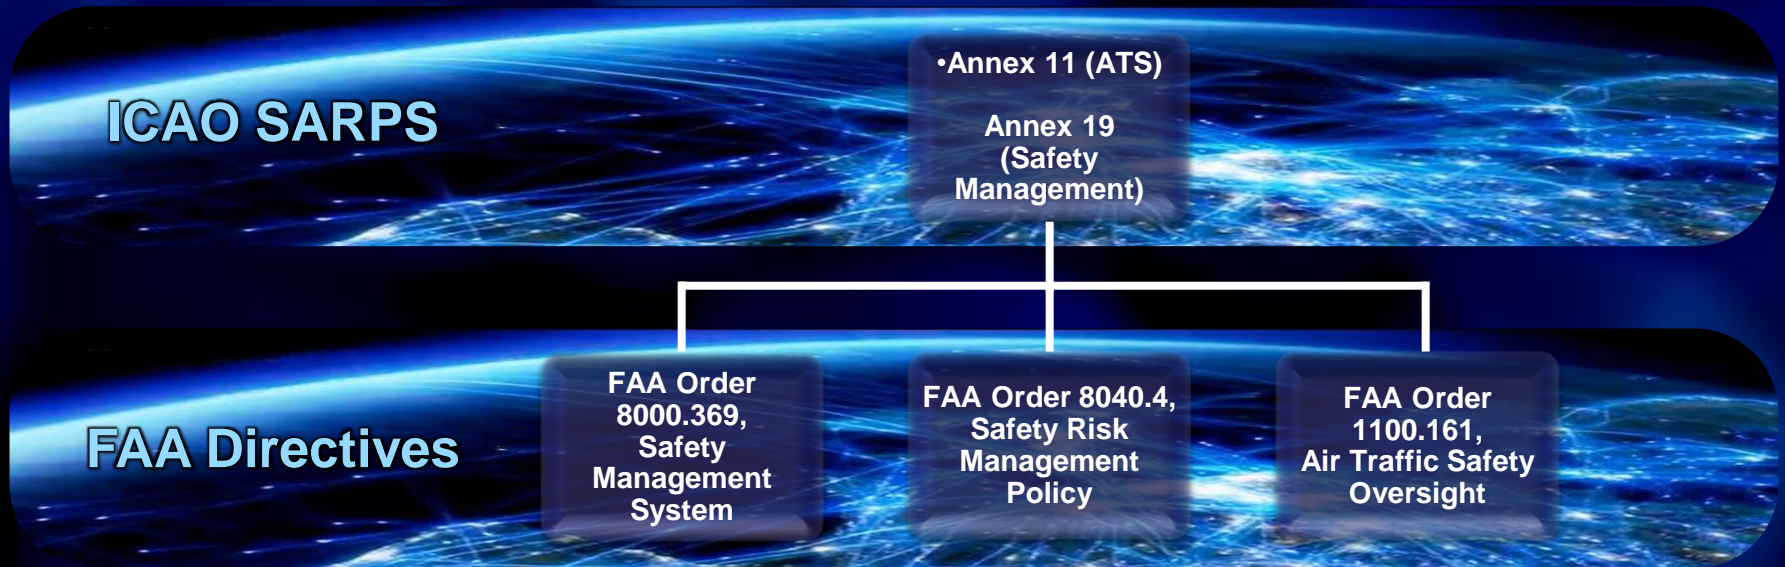 ICAO SARPS
•Annex 11 (ATS)
Annex 19
(Safety
Management)
FAA Directives
FAA Order
8000.369,
Safety
Management
System
FAA Order 8040.4,
Safety Risk
Management
Policy
FAA Order
1100.161,
Air Traffic Safety
Oversight